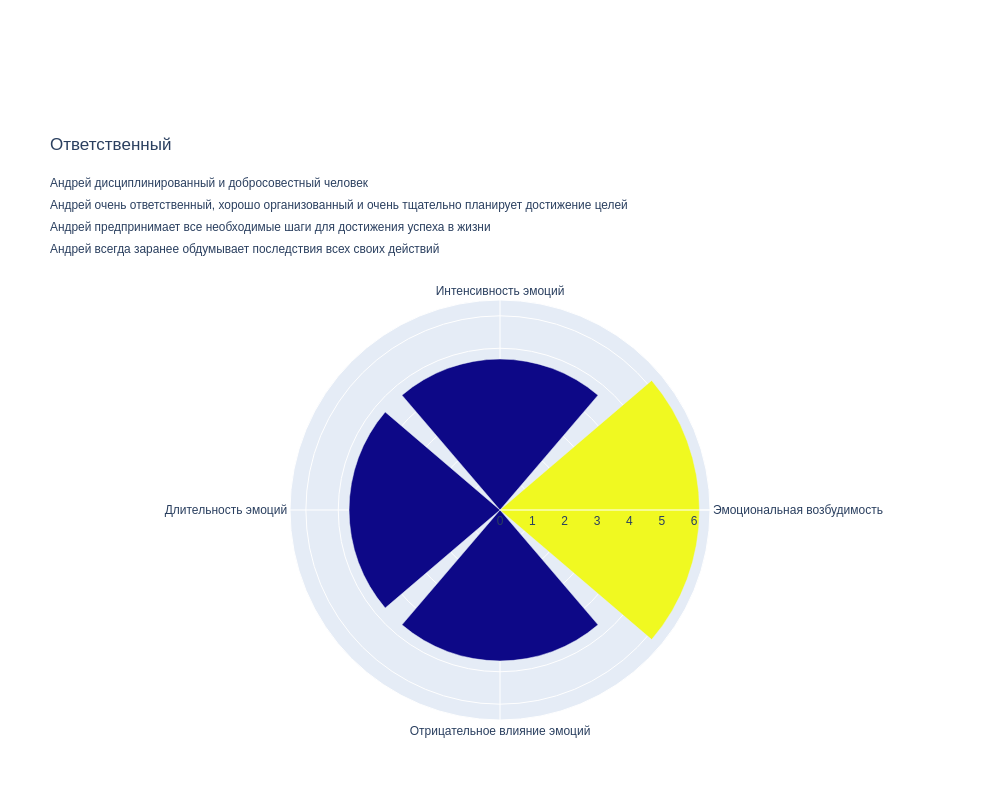 Ответственный
Андрей дисциплинированный и добросовестный человек
Андрей очень ответственный, хорошо организованный и очень тщательно планирует достижение целей
Андрей предпринимает все необходимые шаги для достижения успеха в жизни
Андрей всегда заранее обдумывает последствия всех своих действий
Интенсивность эмоций
Длительность эмоций
Эмоциональная возбудимость
0 1 2 3 4 5 6
Отрицательное влияние эмоций